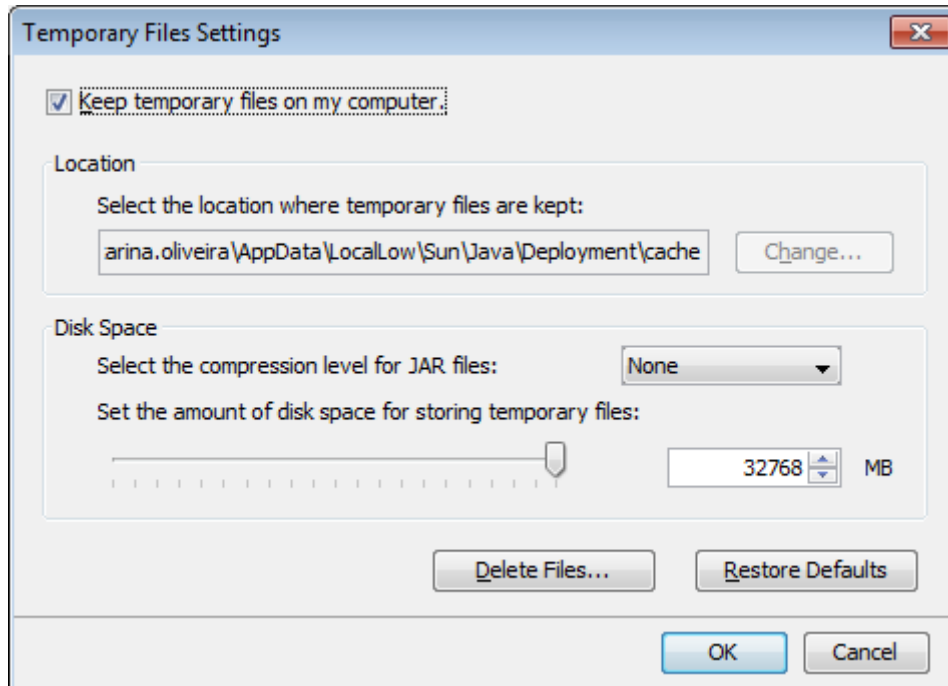 Temporary Files Settings
Keep temporary files on my computer.
Location
Select the location where temporary files are kept:
arina.oliveira\AppData\LocalLow\Sun\Java\Deployment\cache
Change...
Disk Space
Select the compression level for JAR files:
None
Set the amount of disk space for storing temporary files:
32768 MB
Delete Files...
Restore Defaults
OK
Cancel